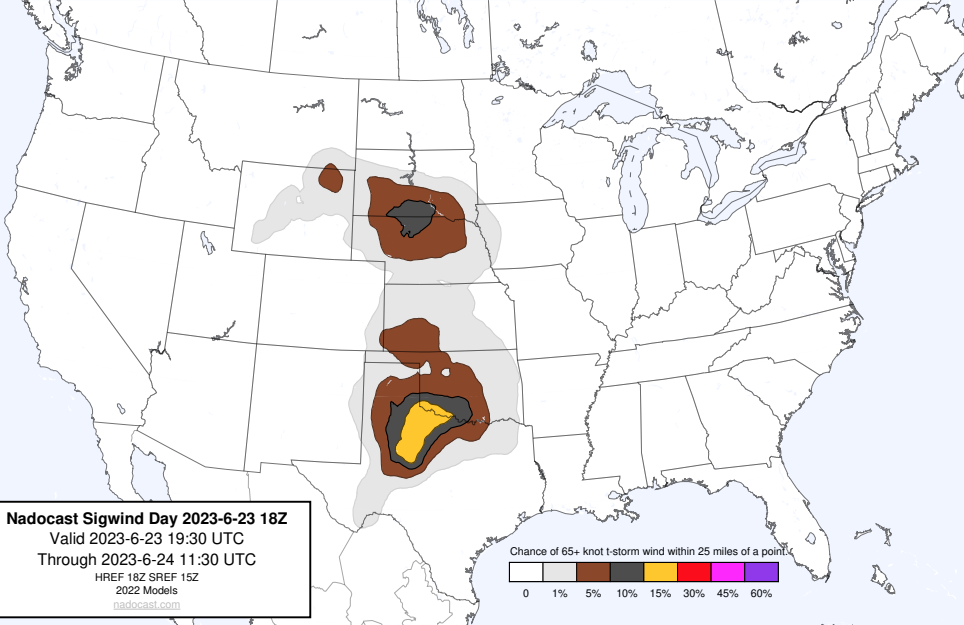 Nadocast Sigwind Day 2023-6-23 18Z
Valid 2023-6-23 19:30 UTC
Through 2023-6-24 11:30 UTC
HREF 18Z SREF 15Z
2022 Models
nadocast.com
Chance of 65+ knot t-storm wind within 25 miles of a point.
0 1% 5% 10% 15% 30% 45% 60%